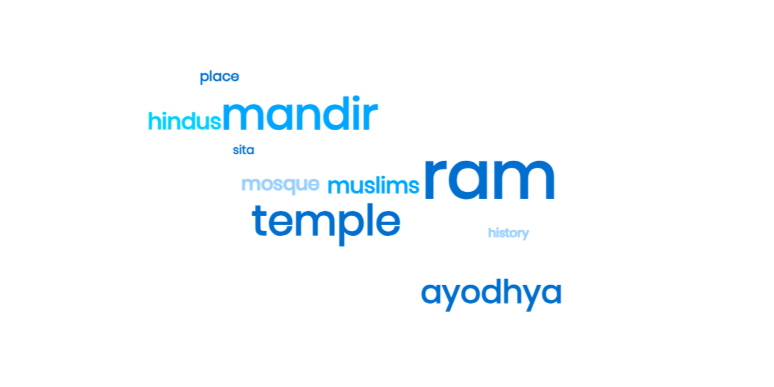 place
hindus mandir
sita
mosque muslims ram
temple
history
ayodhya